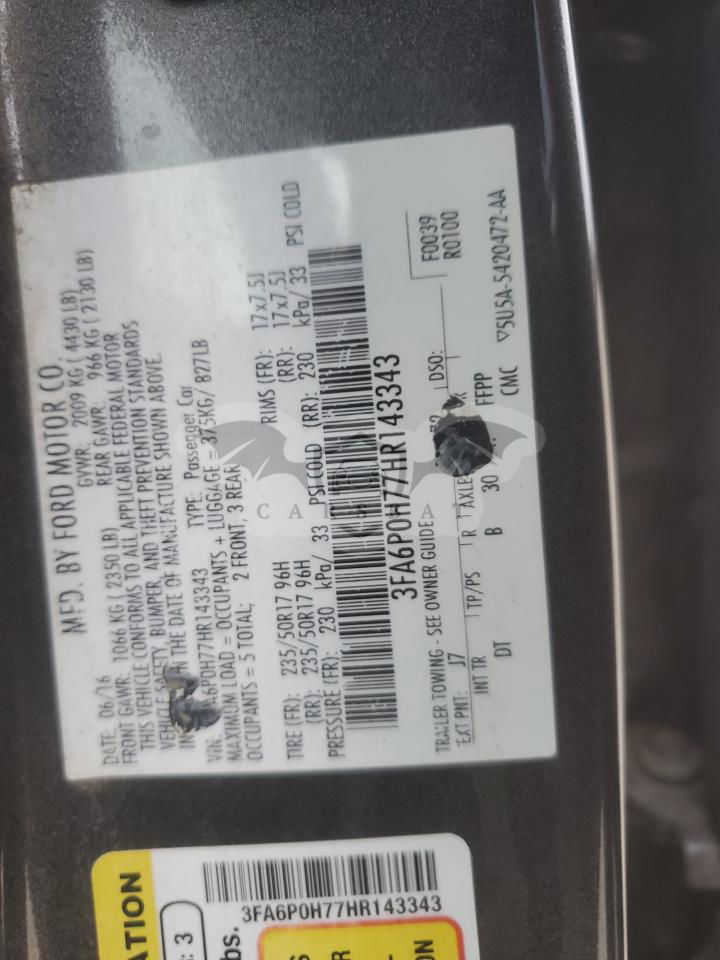 MFD. BY FORD MOTOR CO.
DATE: 06/16 GVWR: 2009 KG ( 4430 LB)
FRONT GAWR: 1066 KG ( 2350 LB) REAR GAWR: 966 KG ( 2130 LB)
THIS VEHICLE CONFORMS TO ALL APPLICABLE FEDERAL MOTOR
VEHICLE SAFETY, BUMPER, AND THEFT PREVENTION STANDARDS
IN THE DATE OF MANUFACTURE SHOWN ABOVE.
VIN: 6P0H77HR143343 TYPE: Passenger Car
MAXIMUM LOAD = OCCUPANTS + LUGGAGE = 375KG/ 827LB
OCCUPANTS = 5 TOTAL; 2 FRONT, 3 REAR
TIRE (FR): 235/50R17 96H RIMS (FR): 17x7.5J
(RR): 235/50R17 96H (RR): 17x7.5J
PRESSURE (FR): 230 kPa/ 33 PSI COLD (RR): 230 kPa/ 33 PSI COLD
3FA6P0H77HR143343
TRAILER TOWING - SEE OWNER GUIDE
EXT PNT: J7 DSO: F0039
INT TR TP/PS R AXLE R0100
DT B 30 FFPP
CMC ▽5U5A-5420472-AA
CA
AT
3FA6P0H77HR143343
ATION
: 3
bs.
S
R
ON